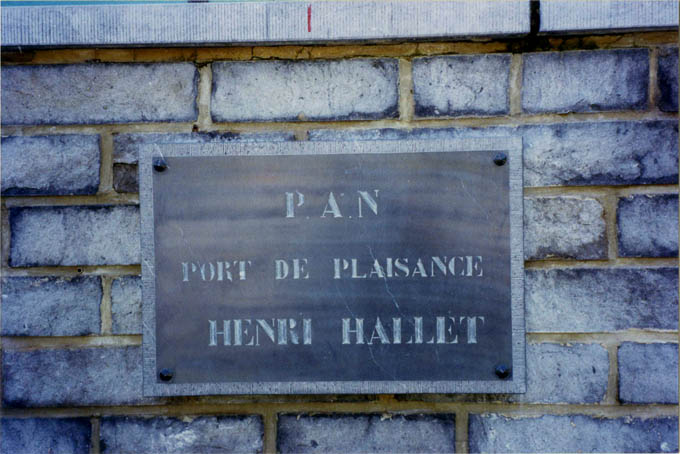 P.A.N
PORT DE PLAISANCE
HENRI HALLET